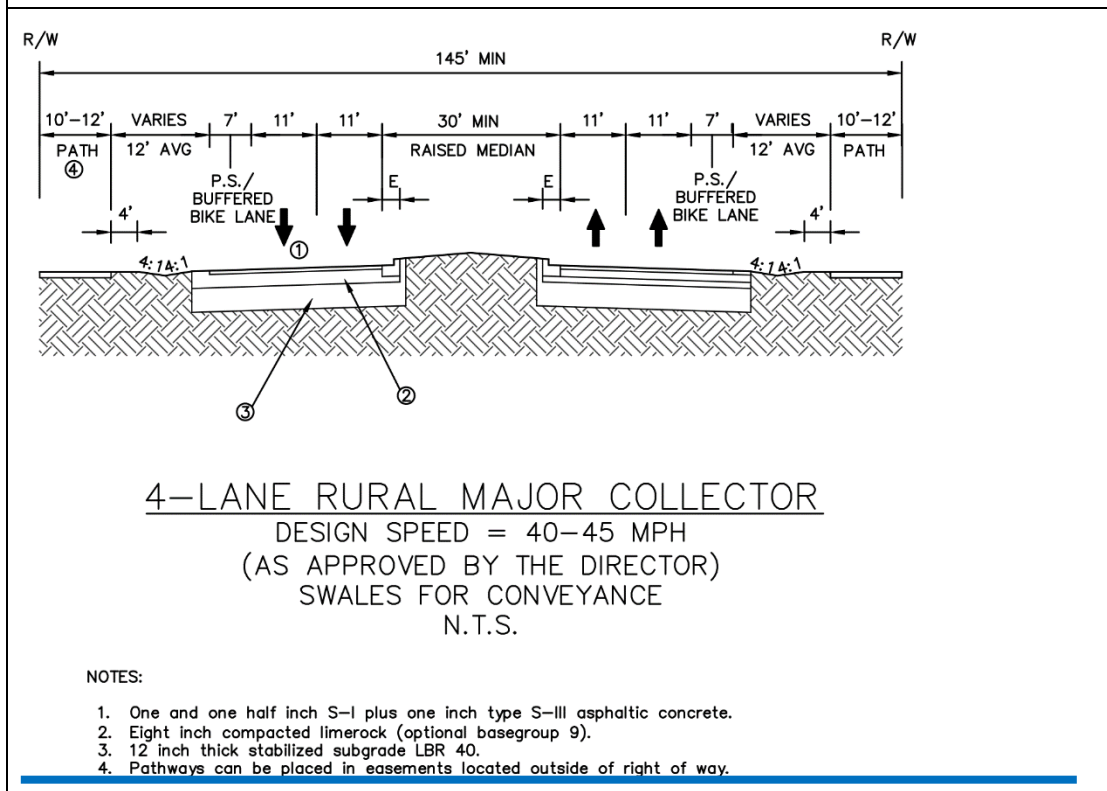 R/W R/W
145' MIN
10'-12' VARIES 7' 11' 11' 30' MIN 11' 11' 7' VARIES 10'-12'
PATH 12' AVG RAISED MEDIAN 12' AVG PATH
④
P.S./ BUFFERED BIKE LANE
E E
P.S./ BUFFERED BIKE LANE
4' 4'
①
4:1 4:1 4:1 4:1
③ ②
4-LANE RURAL MAJOR COLLECTOR
DESIGN SPEED = 40-45 MPH
(AS APPROVED BY THE DIRECTOR)
SWALES FOR CONVEYANCE
N.T.S.
NOTES:
1. One and one half inch S-I plus one inch type S-III asphaltic concrete.
2. Eight inch compacted limerock (optional basegroup 9).
3. 12 inch thick stabilized subgrade LBR 40.
4. Pathways can be placed in easements located outside of right of way.